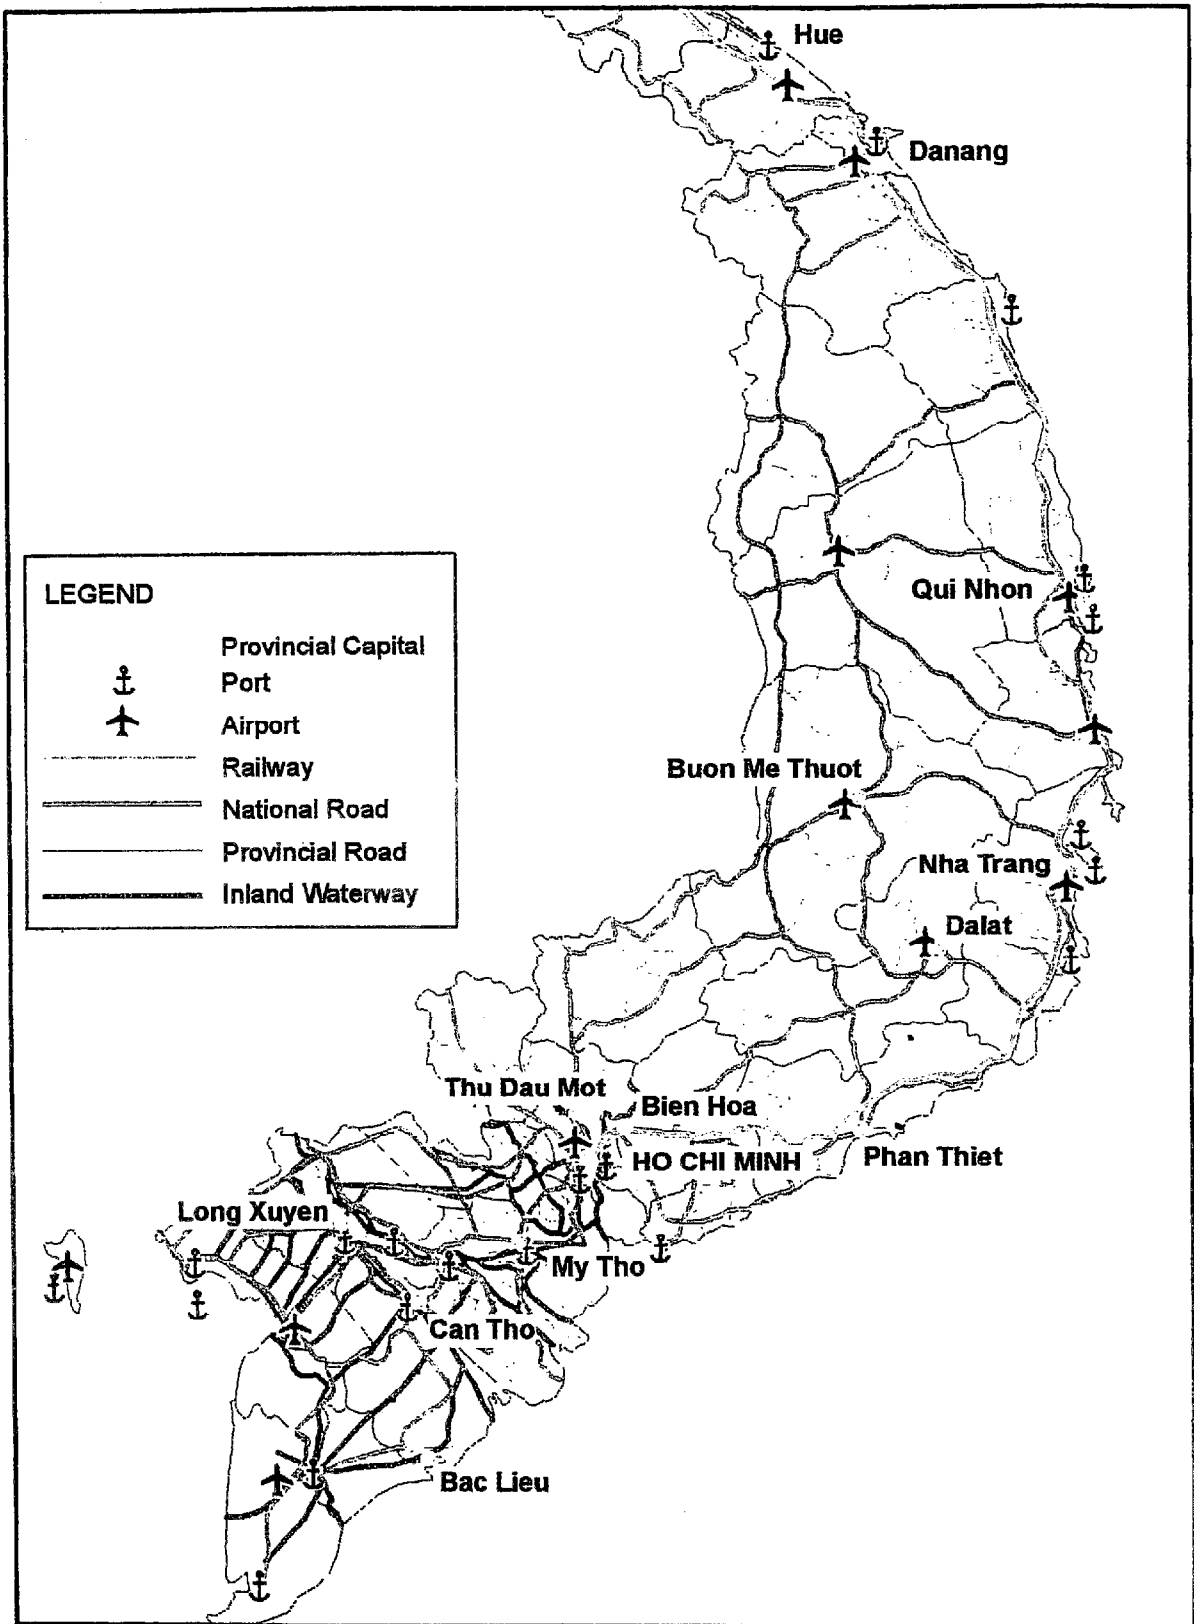 Hue
Danang
LEGEND
Provincial Capital
Port
Airport
Railway
National Road
Provincial Road
Inland Waterway
Qui Nhon
Buon Me Thuot
Nha Trang
Dalat
Thu Dau Mot
Bien Hoa
HO CHI MINH
Phan Thiet
Long Xuyen
My Tho
Can Tho
Bac Lieu